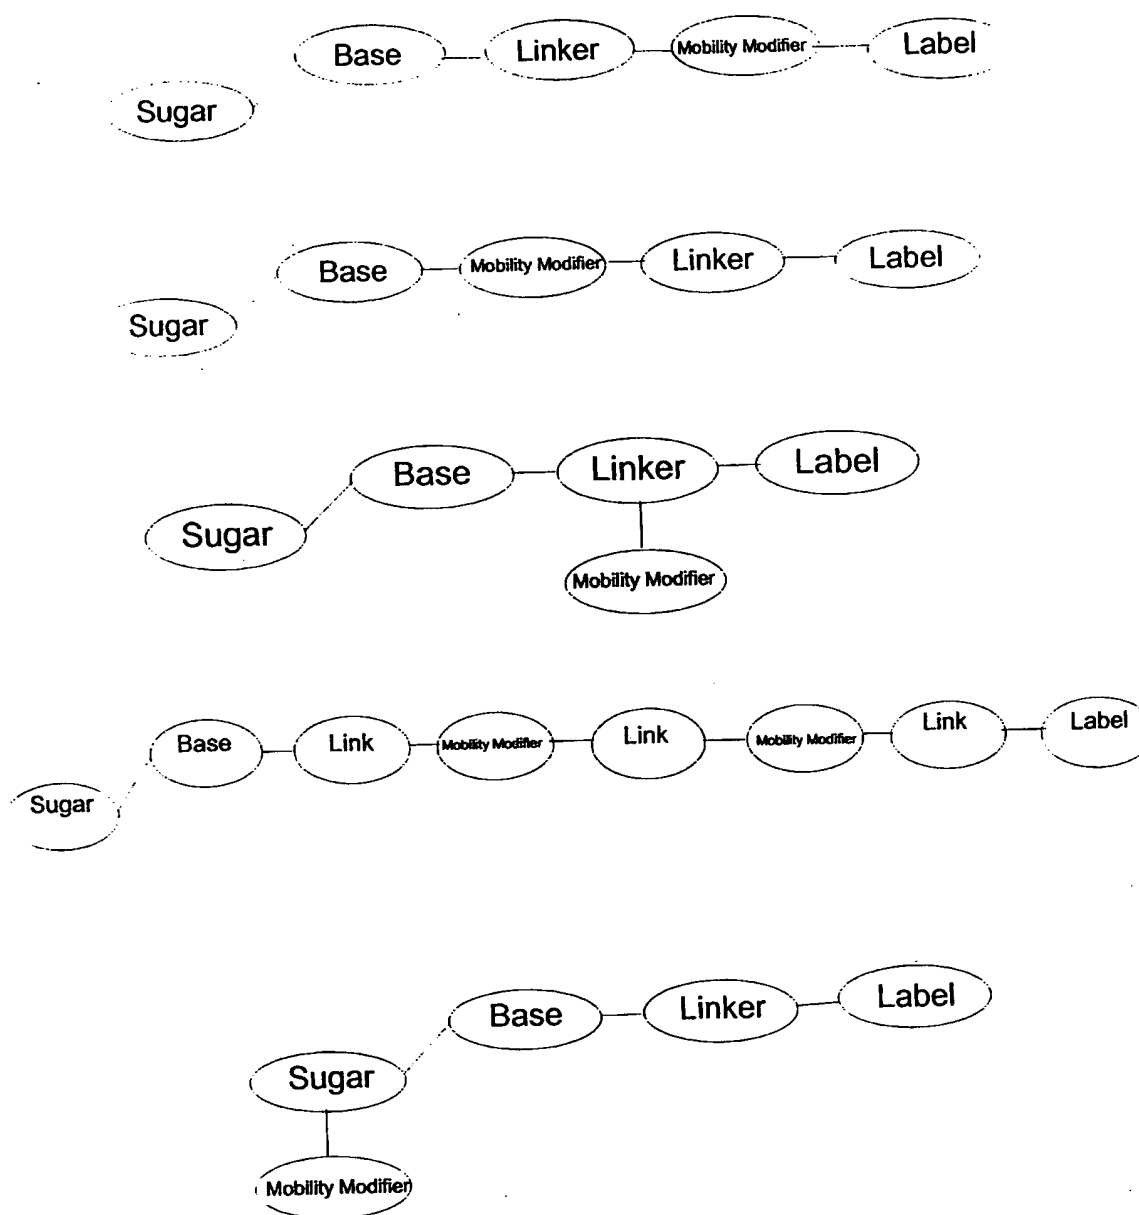 Base Linker Mobility Modifier Label
Sugar
Base Mobility Modifier Linker Label
Sugar
Base Linker Label
Sugar
Mobility Modifier
Base Link Mobility Modifier Link Mobility Modifier Link Label
Sugar
Base Linker Label
Sugar
Mobility Modifier